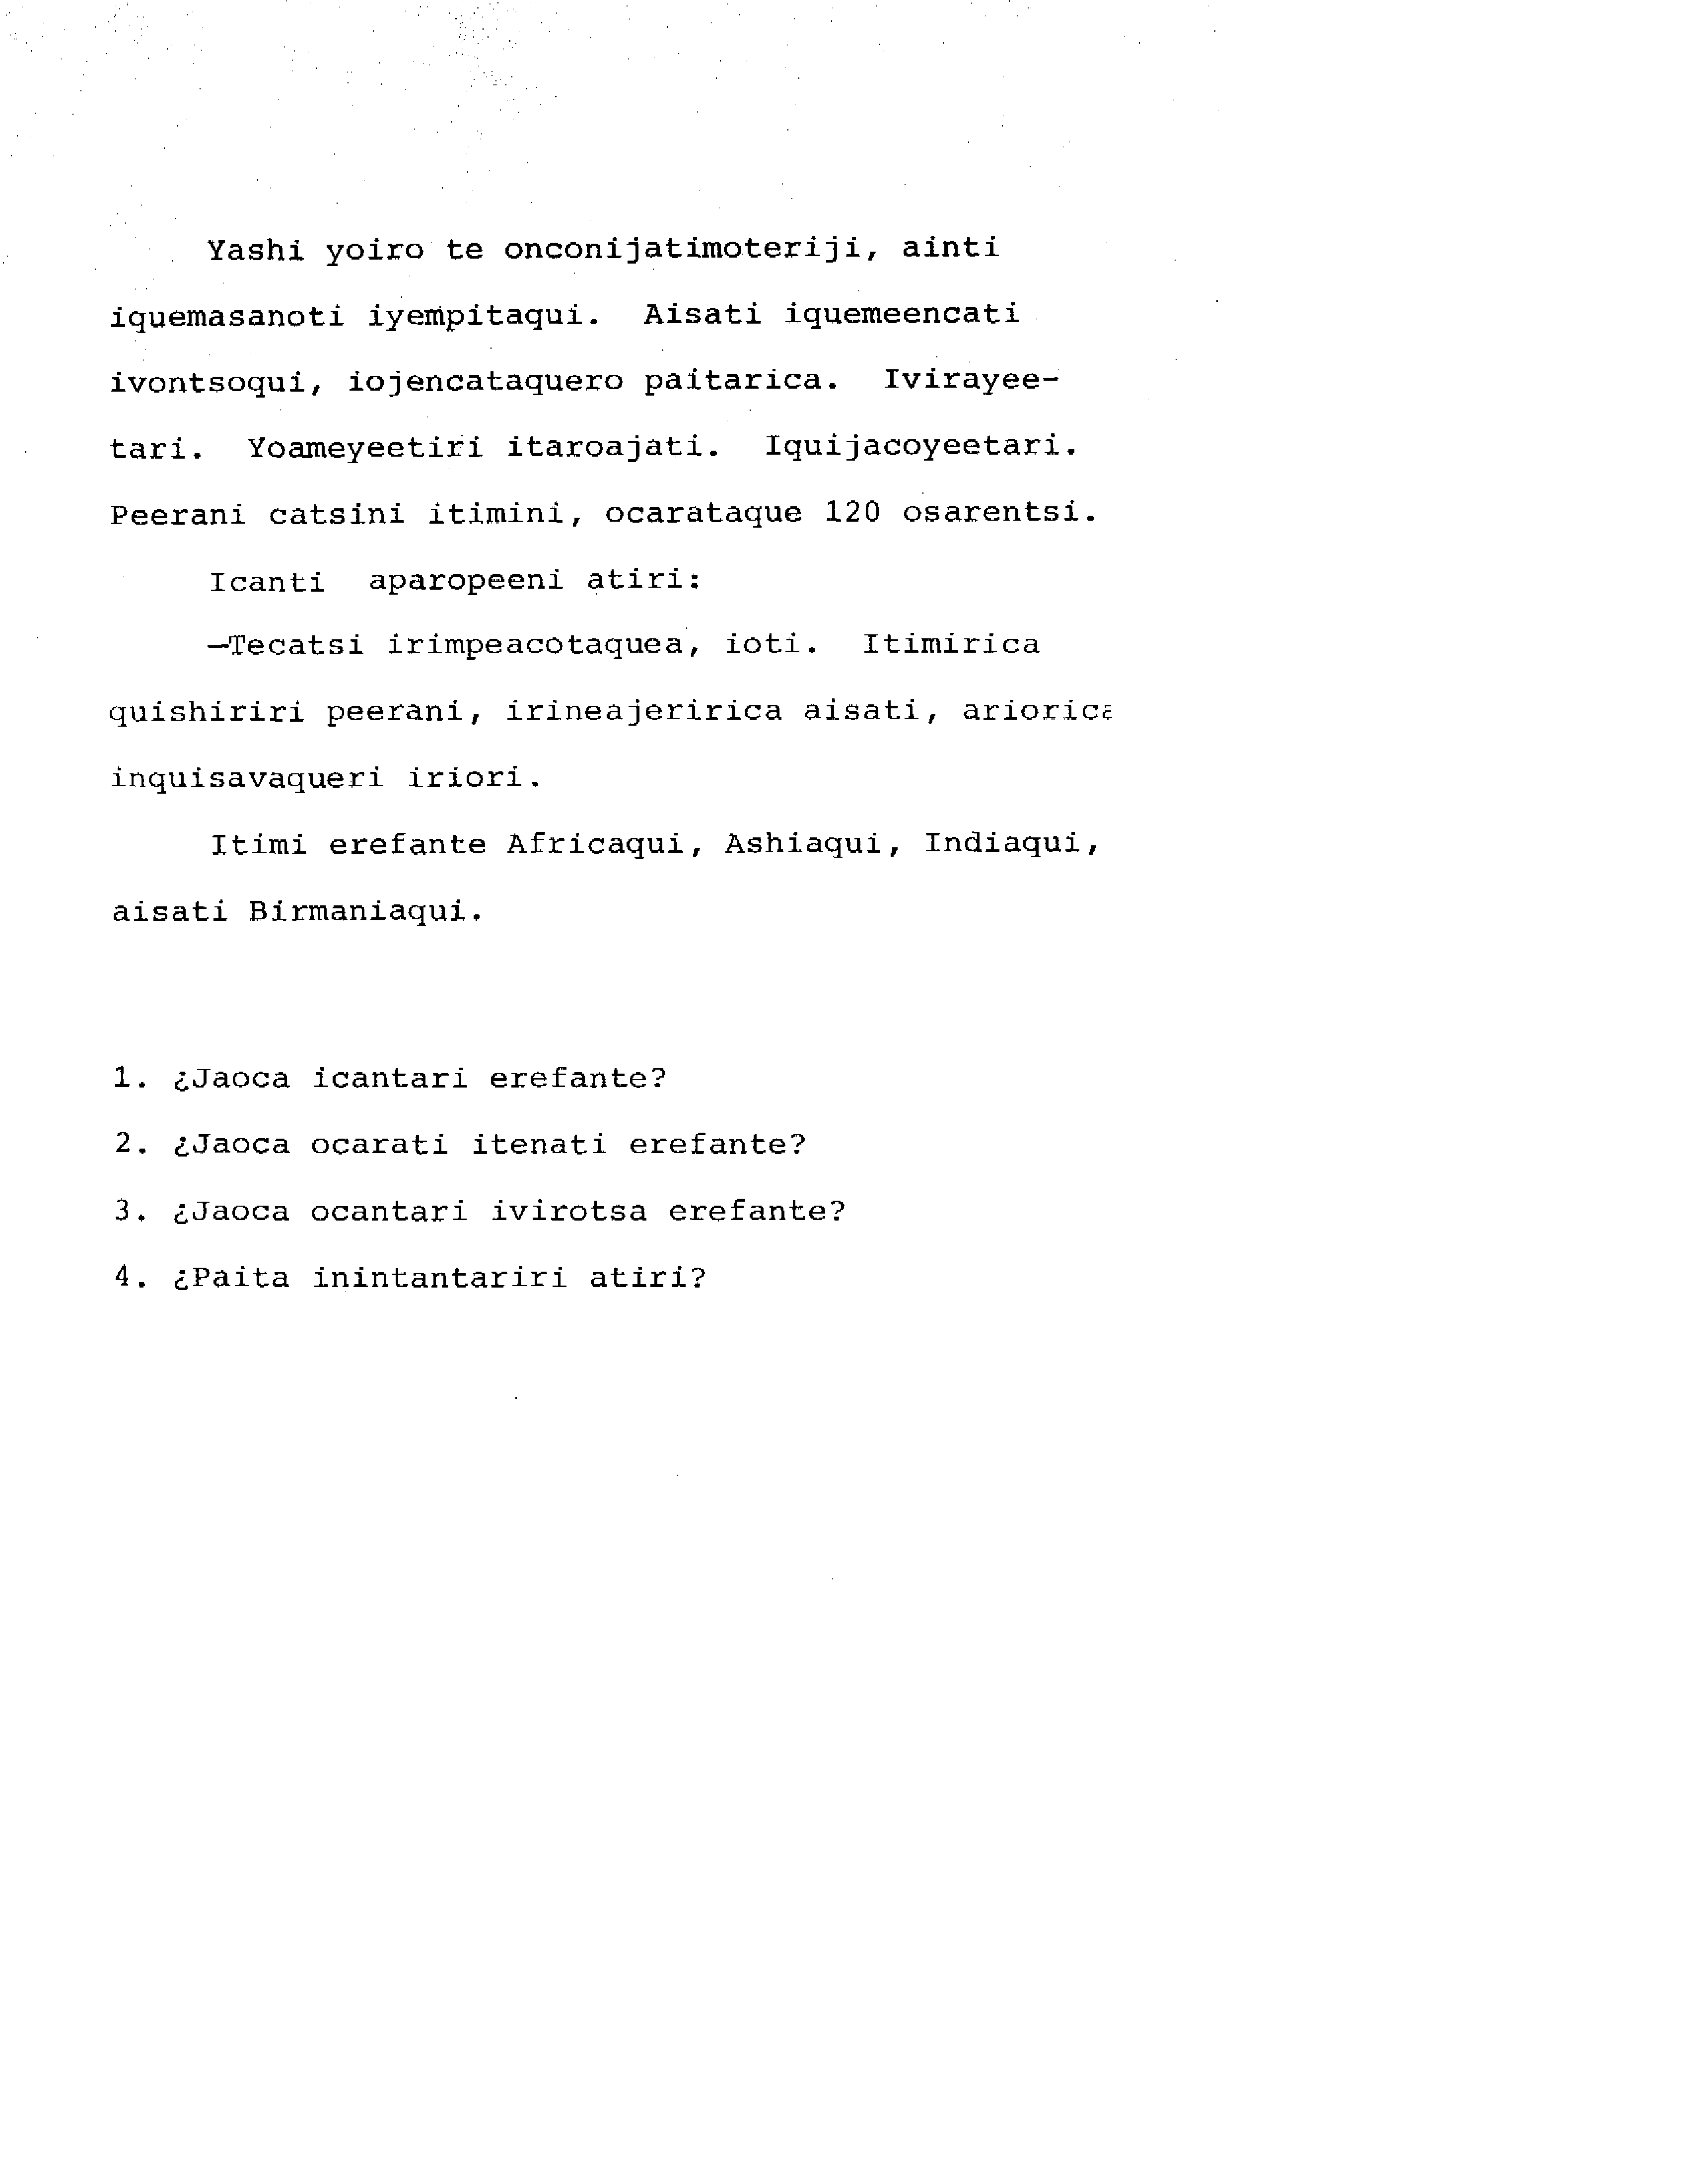 Yashi yoiro te onconijatimoteriji, ainti
iquemasanoti iyempitaqui. Aisati iquemeencati
ivontsoqui, iojencataquero paitarica. Ivirayee-
tari. Yoameyeetiri itaroajati. Iquijacoyeetari.
Peerani catsini itimini, ocarataque 120 osarentsi.
Icanti aparopeeni atiri:
—Tecatsi irimpeacotaquea, ioti. Itimirica
quishiriri peerani, irineajeririca aisati, ariorica
inquisavaqueri iriori.
Itimi erefante Africaqui, Ashiaqui, Indiaqui,
aisati Birmaniaqui.
1. ¿Jaoca icantari erefante?
2. ¿Jaoca ocarati itenati erefante?
3. ¿Jaoca ocantari ivirotsa erefante?
4. ¿Paita inintantariri atiri?